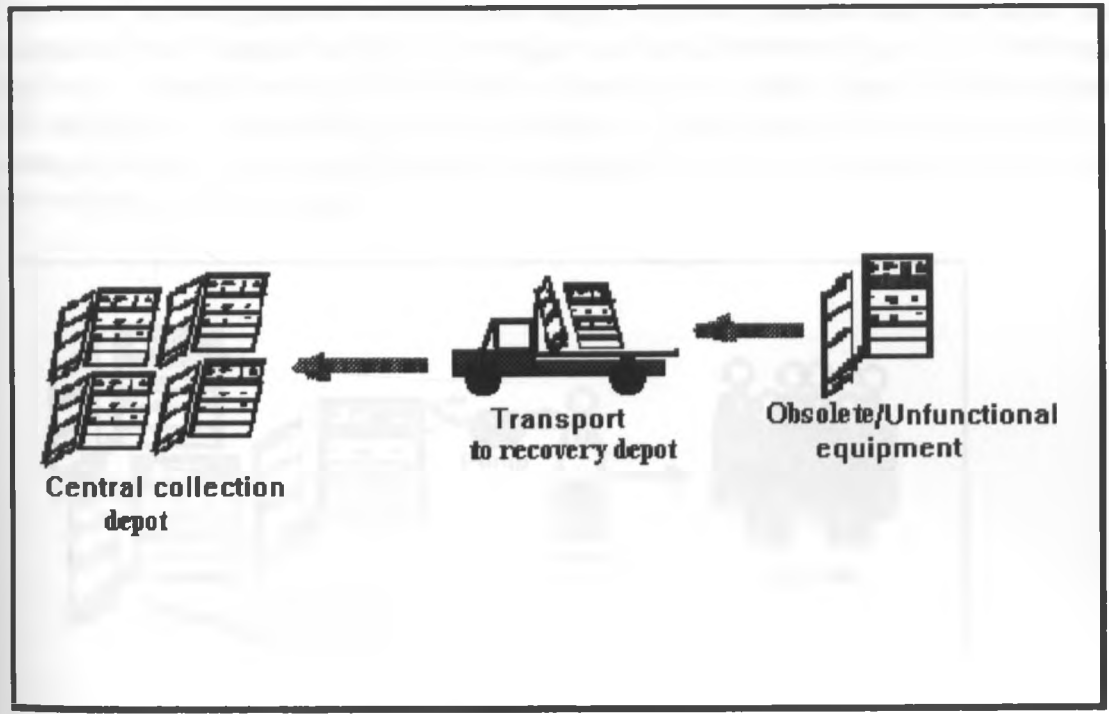 Central collection
depot
Transport
to recovery depot
Obsolete/Unfunctional
equipment